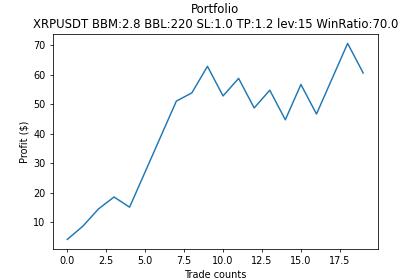 Portfolio
XRPUSDT BBM:2.8 BBL:220 SL:1.0 TP:1.2 lev:15 WinRatio:70.0
70
60
50
40
30
20
10
Profit ($)
0.0 2.5 5.0 7.5 10.0 12.5 15.0 17.5
Trade counts